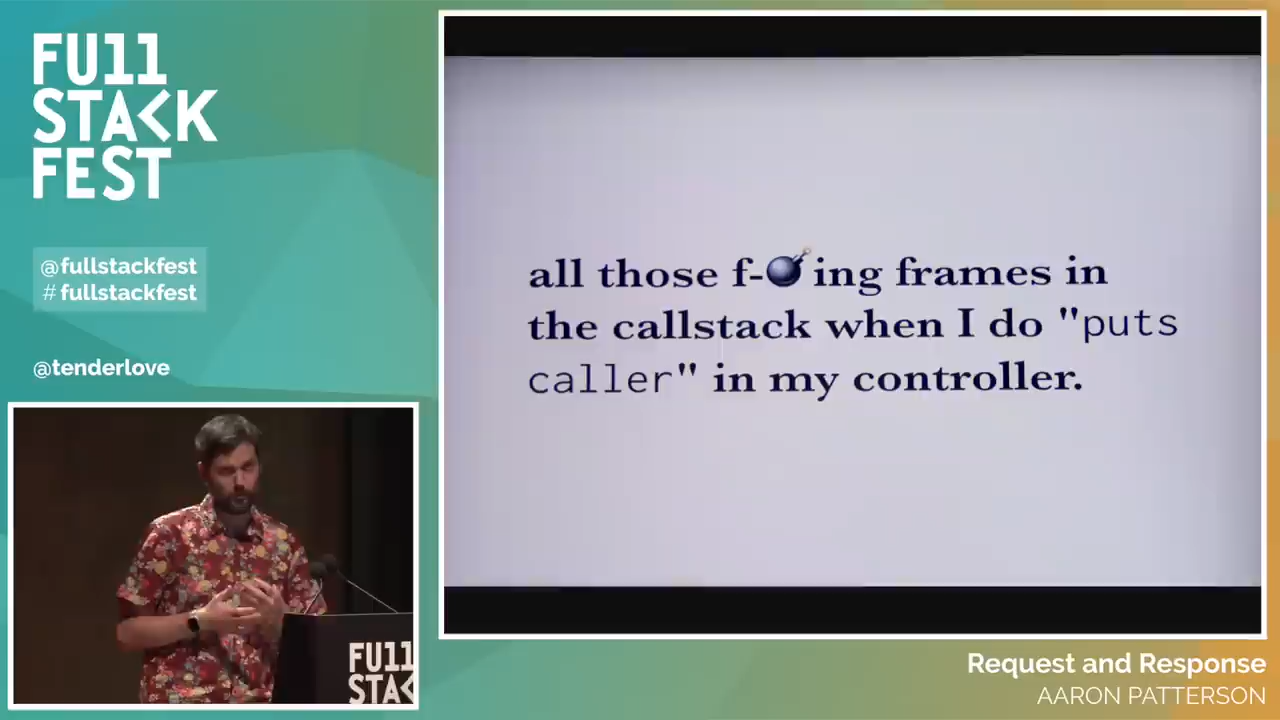 FU11
STACK
FEST
@fullstackfest
# fullstackfest
@tenderlove
all those f-💣ing frames in
the callstack when I do "puts
caller" in my controller.
FU11
STAC
Request and Response
AARON PATTERSON